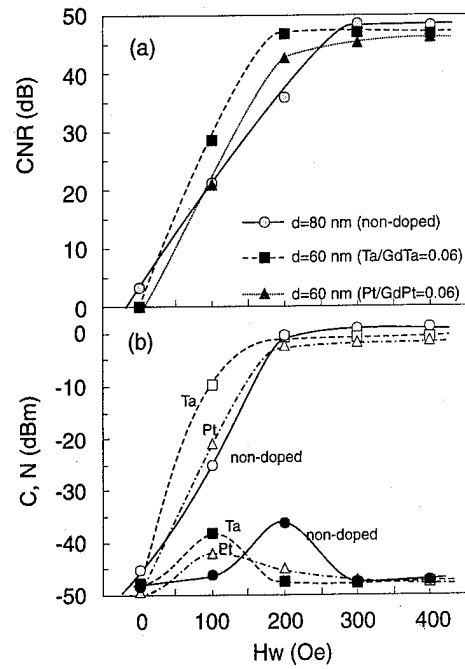 (a)
50
40
30
20
10
0
CNR (dB)
d=80 nm (non-doped)
d=60 nm (Ta/GdTa=0.06)
d=60 nm (Pt/GdPt=0.06)
(b)
0
-10
-20
-30
-40
-50
C, N (dBm)
Ta
Pt
non-doped
Ta
Pt
non-doped
0 100 200 300 400
Hw (Oe)